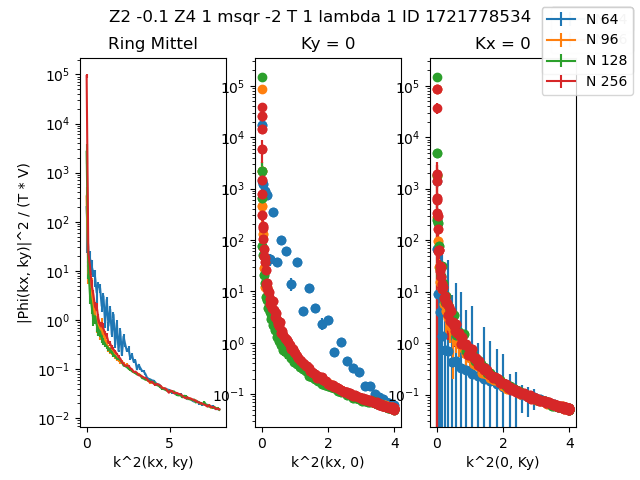 Z2 -0.1 Z4 1 msqr -2 T 1 lambda 1 ID 1721778534
Ring Mittel
Ky = 0
Kx = 0
N 64
N 96
N 128
N 256
|Phi(kx, ky)|^2 / (T * V)
10^5
10^4
10^3
10^2
10^1
10^0
10^-1
10^-2
0 5
k^2(kx, ky)
10^5
10^4
10^3
10^2
10^1
10^0
10^-1
0 2 4
k^2(kx, 0)
10^5
10^4
10^3
10^2
10^1
10^0
10^-1
0 2 4
k^2(0, Ky)